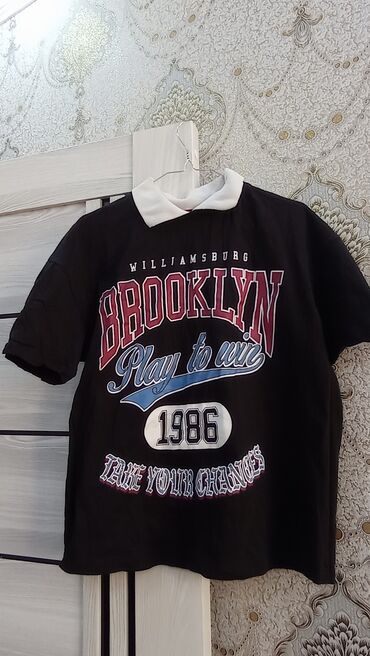 WILLIAMSBURG
BROOKLYN
Play to win
1986
TAKE YOUR CHANCES